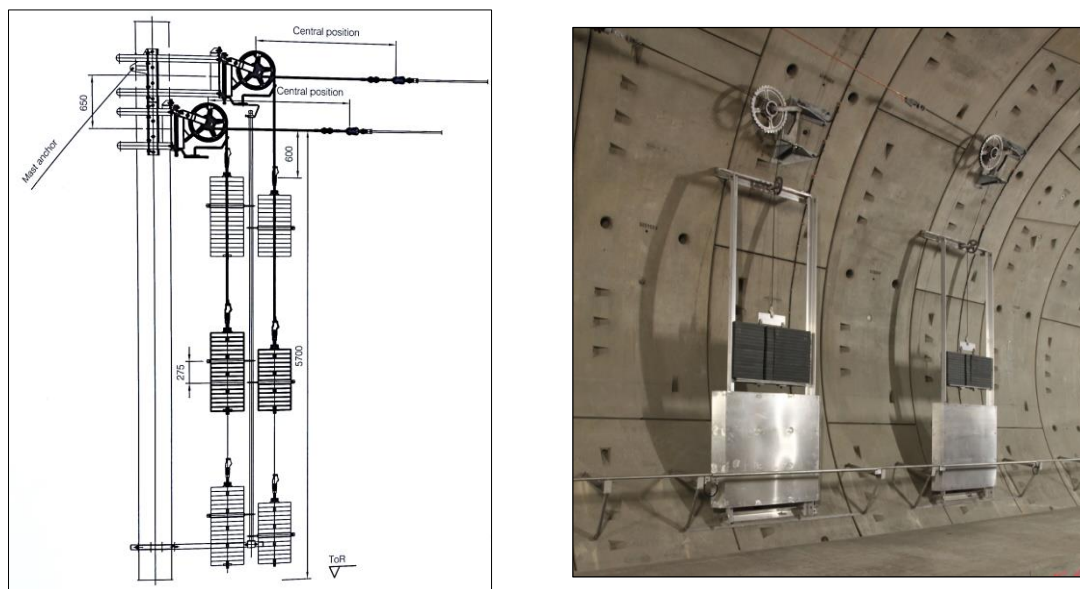 Central position
Central position
650
Mast anchor
600
275
5700
ToR